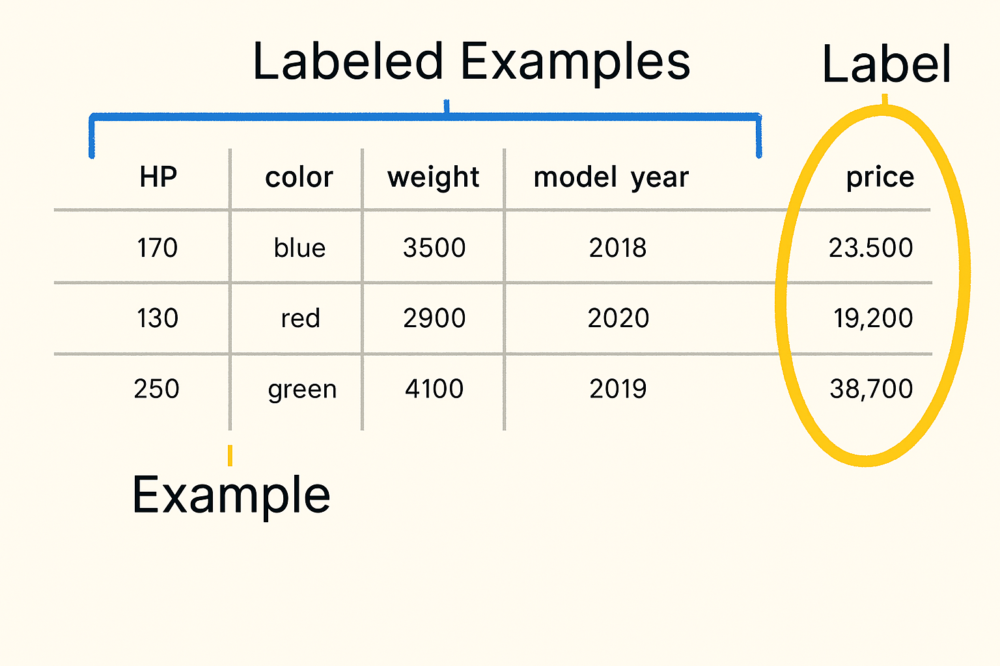 Labeled Examples Label
HP color weight model year price
170 blue 3500 2018 23.500
130 red 2900 2020 19,200
250 green 4100 2019 38,700
Example